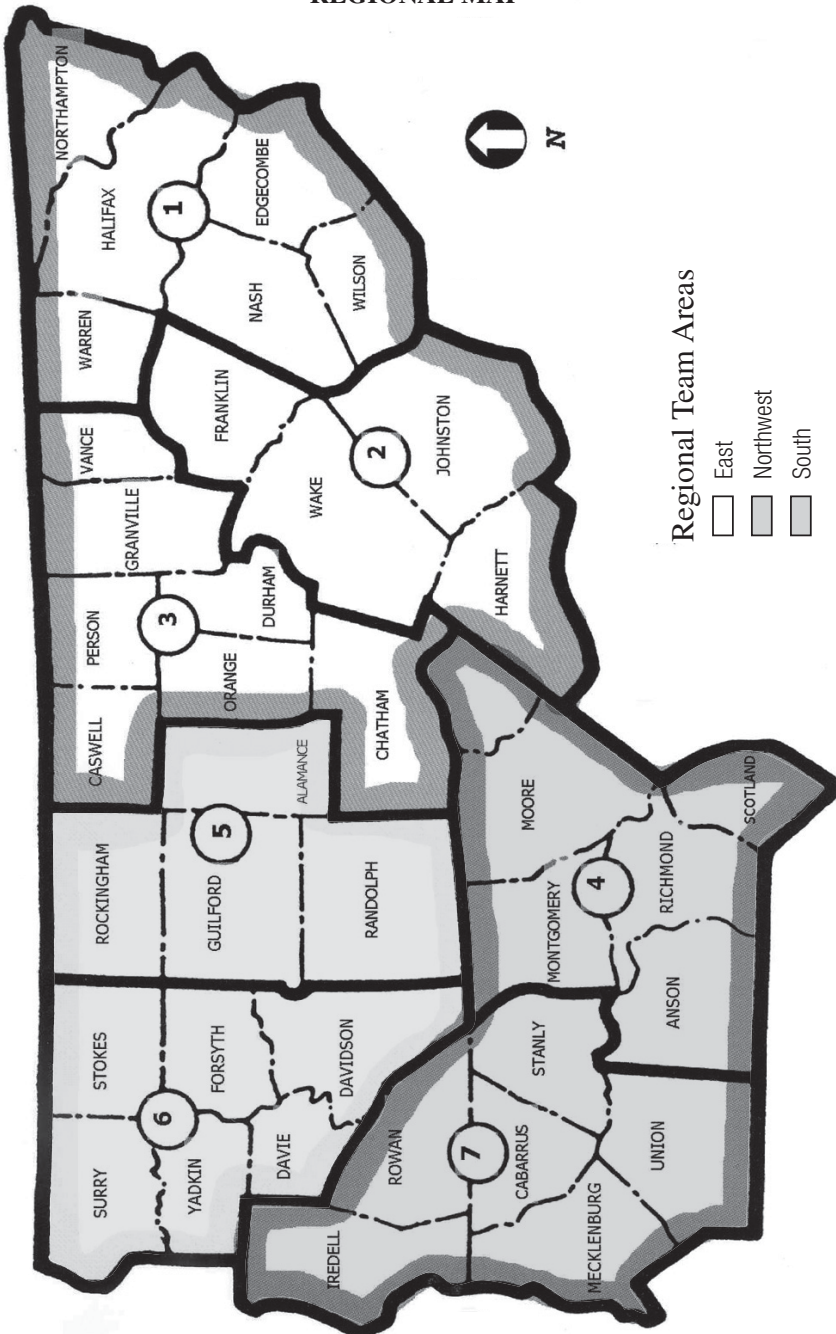 REGIONAL MAP
NORTHAMPTON
HALIFAX
1
EDGECOMBE
WARREN
NASH
WILSON
VANCE
FRANKLIN
GRANVILLE
WAKE
2
JOHNSTON
PERSON
3
DURHAM
HARNETT
CASWELL
ORANGE
CHATHAM
ALAMANCE
ROCKINGHAM
5
GUILFORD
RANDOLPH
MOORE
SCOTLAND
MONTGOMERY
4
RICHMOND
ANSON
STOKES
FORSYTH
DAVIDSON
SURRY
6
YADKIN
DAVIE
ROWAN
STANLY
7
CABARRUS
UNION
IREDELL
MECKLENBURG
N
Regional Team Areas
East
Northwest
South